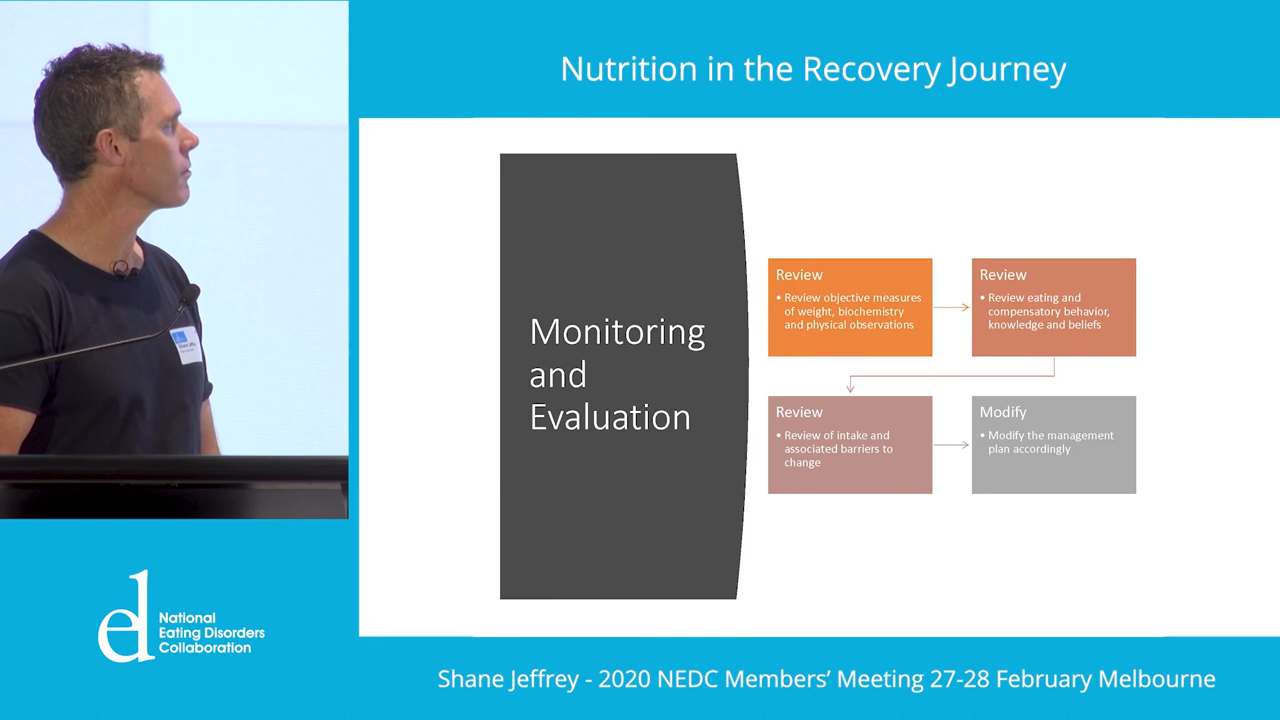 Nutrition in the Recovery Journey
Monitoring
and
Evaluation
Review
• Review objective measures
of weight, biochemistry
and physical observations
Review
• Review eating and
compensatory behavior,
knowledge and beliefs
Review
• Review of intake and
associated barriers to
change
Modify
• Modify the management
plan accordingly
ed
National
Eating Disorders
Collaboration
Shane Jeffrey - 2020 NEDC Members' Meeting 27-28 February Melbourne